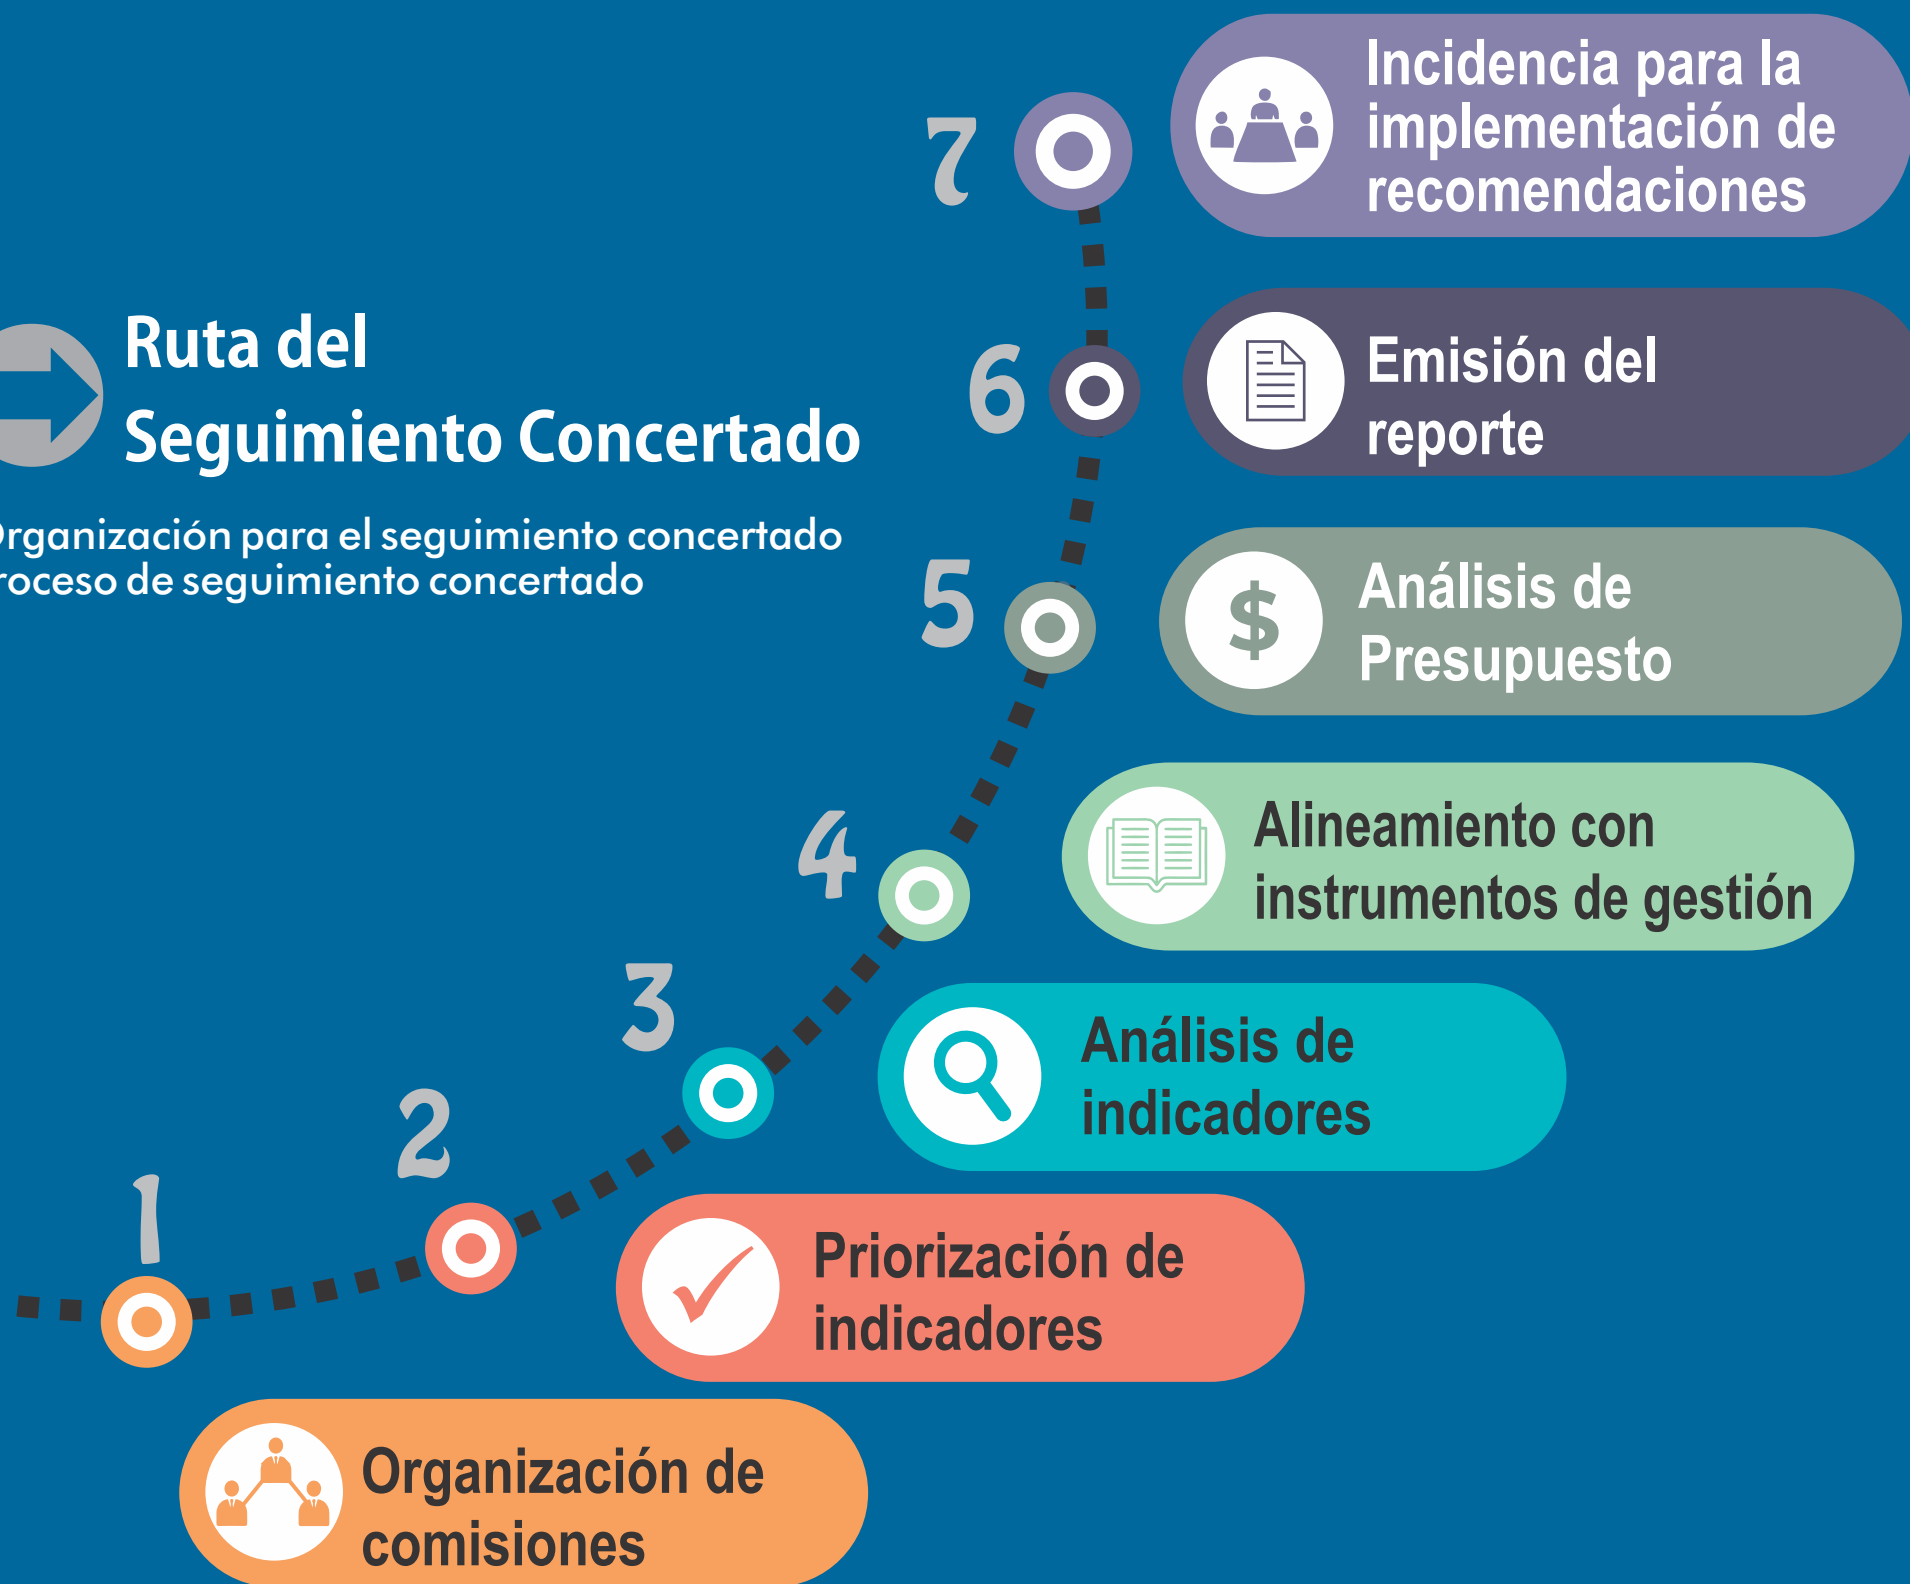 Ruta del
Seguimiento Concertado
Organización para el seguimiento concertado
roceso de seguimiento concertado
7
Incidencia para la
implementación de
recomendaciones
6
Emisión del
reporte
5
$
Análisis de
Presupuesto
4
Alineamiento con
instrumentos de gestión
3
Análisis de
indicadores
2
Priorización de
indicadores
1
Organización de
comisiones